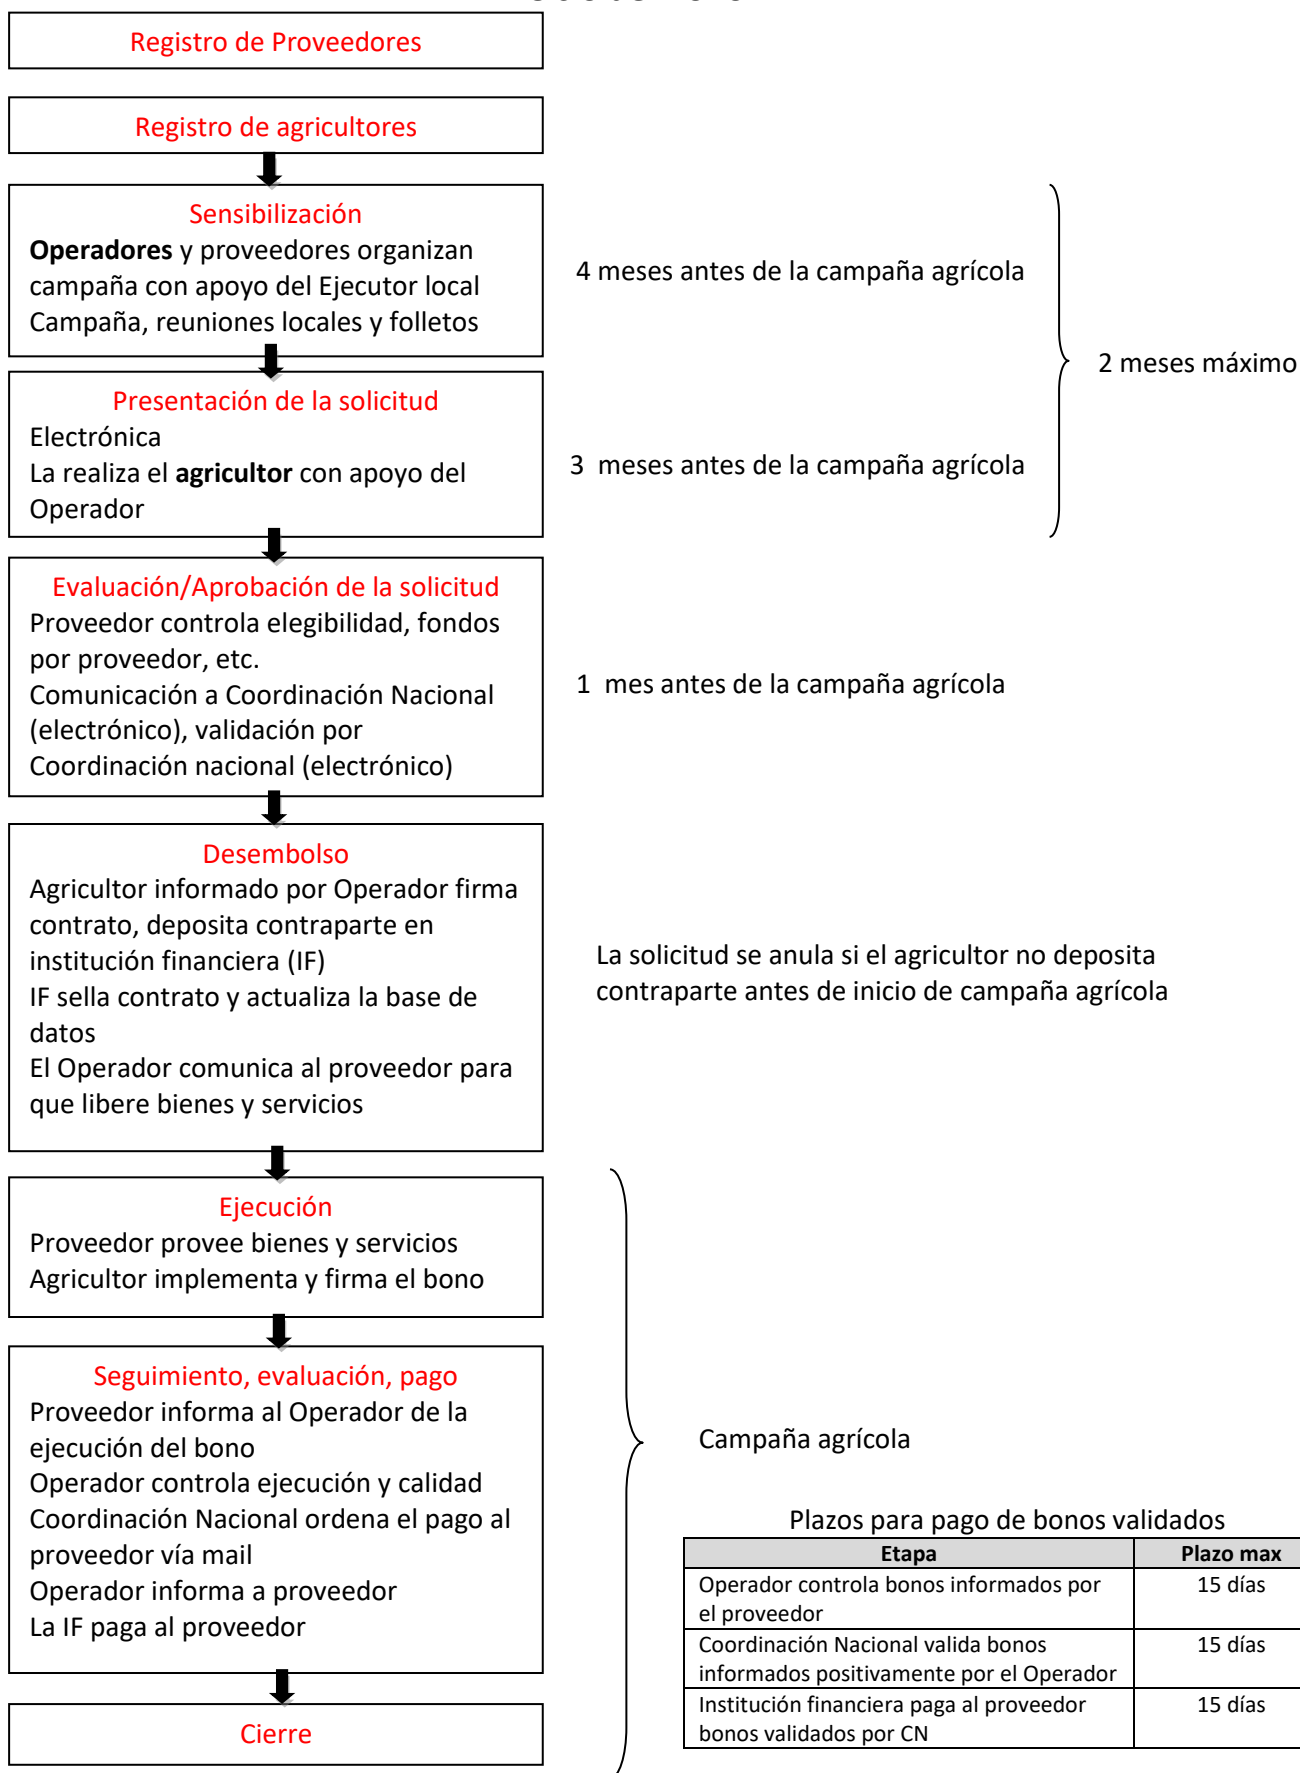 Registro de Proveedores
Registro de agricultores
Sensibilización
Operadores y proveedores organizan
campaña con apoyo del Ejecutor local
Campaña, reuniones locales y folletos
4 meses antes de la campaña agrícola
2 meses máximo
Presentación de la solicitud
Electrónica
La realiza el agricultor con apoyo del
Operador
3 meses antes de la campaña agrícola
Evaluación/Aprobación de la solicitud
Proveedor controla elegibilidad, fondos
por proveedor, etc.
Comunicación a Coordinación Nacional
(electrónico), validación por
Coordinación nacional (electrónico)
1 mes antes de la campaña agrícola
Desembolso
Agricultor informado por Operador firma
contrato, deposita contraparte en
institución financiera (IF)
IF sella contrato y actualiza la base de
datos
El Operador comunica al proveedor para
que libere bienes y servicios
La solicitud se anula si el agricultor no deposita
contraparte antes de inicio de campaña agrícola
Ejecución
Proveedor provee bienes y servicios
Agricultor implementa y firma el bono
Seguimiento, evaluación, pago
Proveedor informa al Operador de la
ejecución del bono
Operador controla ejecución y calidad
Coordinación Nacional ordena el pago al
proveedor vía mail
Operador informa a proveedor
La IF paga al proveedor
Cierre
Campaña agrícola
Plazos para pago de bonos validados
Etapa Plazo max
Operador controla bonos informados por 15 días
el proveedor
Coordinación Nacional valida bonos 15 días
informados positivamente por el Operador
Institución financiera paga al proveedor 15 días
bonos validados por CN